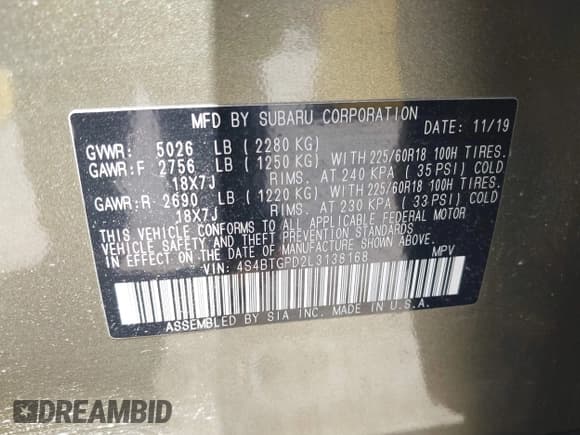 MFD BY SUBARU CORPORATION
DATE: 11/19
GVWR: 5026 LB ( 2280 KG)
GAWR:F 2756 LB ( 1250 KG) WITH 225/60R18 100H TIRES.
18X7J RIMS. AT 240 KPA ( 35 PSI) COLD
GAWR:R 2690 LB ( 1220 KG) WITH 225/60R18 100H TIRES.
18X7J RIMS. AT 230 KPA ( 33 PSI) COLD
THIS VEHICLE CONFORMS TO ALL APPLICABLE FEDERAL MOTOR
VEHICLE SAFETY AND THEFT PREVENTION STANDARDS
IN EFFECT ON THE DATE OF MANUFACTURE SHOWN ABOVE.
VIN: 4S4BTGPD2L3138168 MPV
ASSEMBLED BY SIA INC. MADE IN U.S.A.
DREAMBID